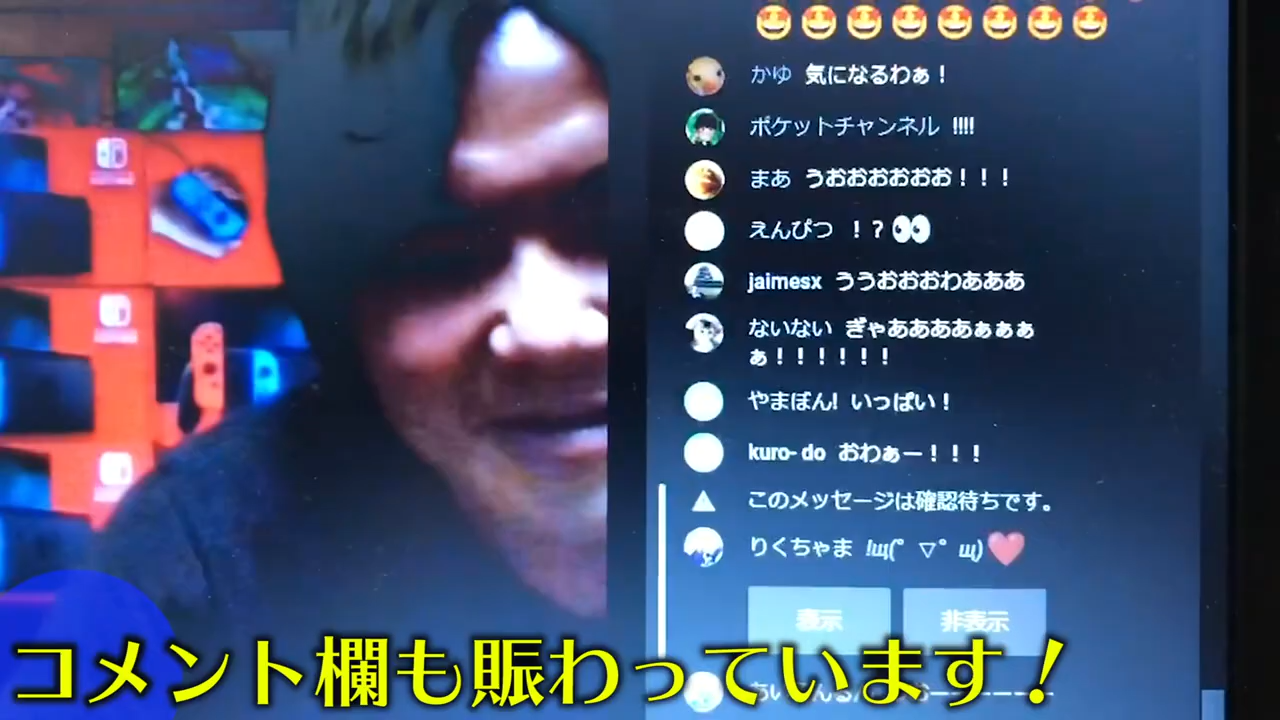 🤩🤩🤩🤩🤩🤩🤩🤩
かゆ 気になるわぁ！
ポケットチャンネル !!!!
まあ うおおおおおお！！！
えんぴつ ！？👀
jaimesx ううおおおわあああ
ないない ぎゃああああぁぁぁ
ぁ！！！！！！
やまぽん! いっぱい！
kuro-do おわぁー！！！
このメッセージは確認待ちです。
りくちゃま !щ(゜▽゜щ)❤
表示
非表示
コメント欄も賑わっています！